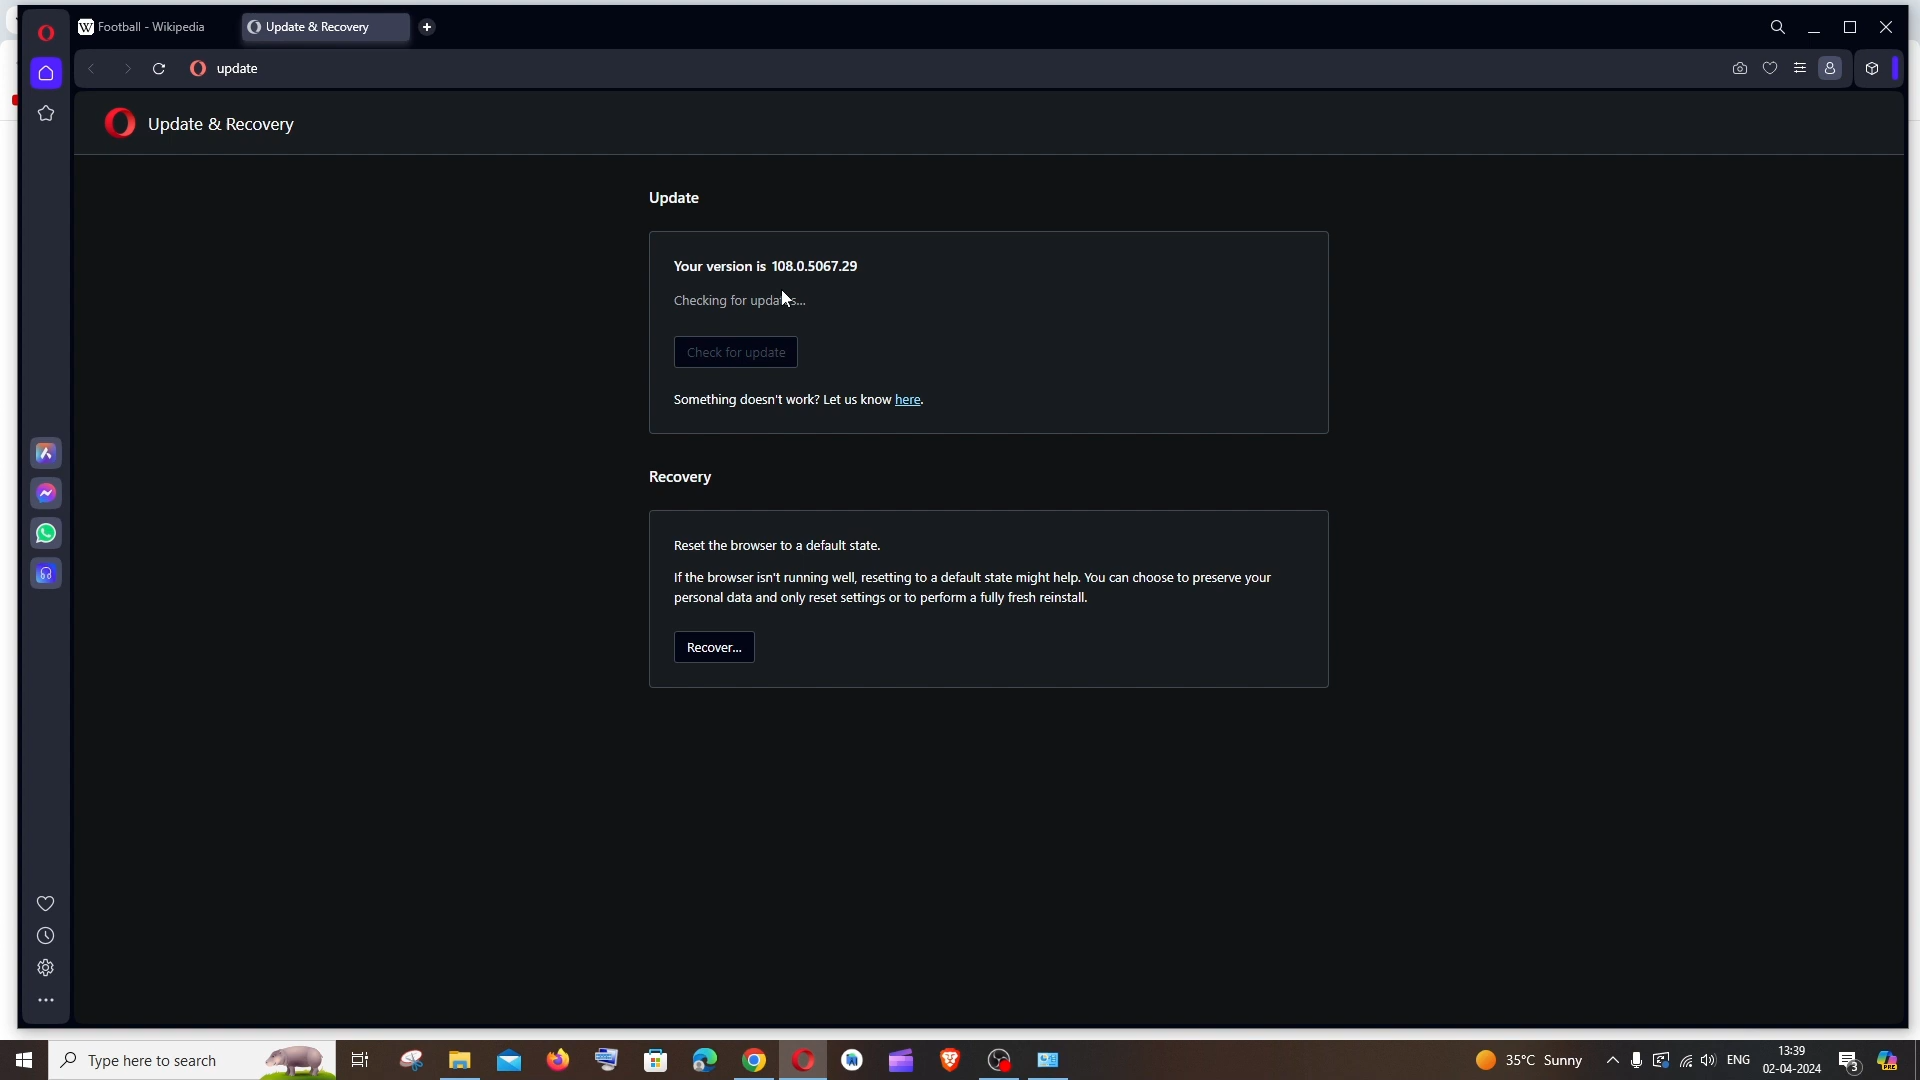 Football - Wikipedia
Update & Recovery
update
Update & Recovery
Update
Your version is 108.0.5067.29
Checking for updates...
Check for update
Something doesn't work? Let us know here.
Recovery
Reset the browser to a default state.
If the browser isn't running well, resetting to a default state might help. You can choose to preserve your
personal data and only reset settings or to perform a fully fresh reinstall.
Recover...
Type here to search
35°C Sunny
ENG
13:39
02-04-2024
3
PRE